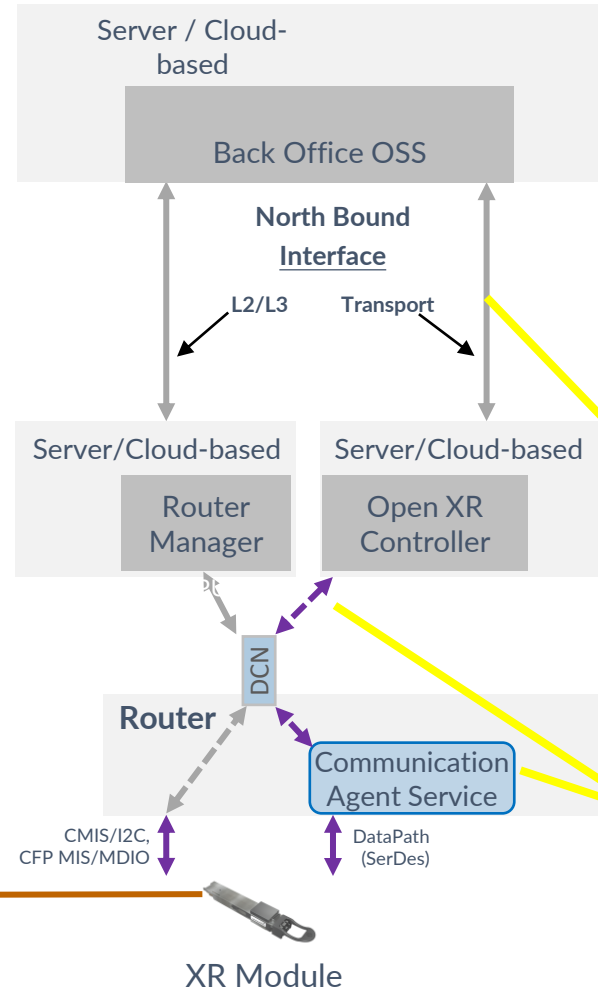 Server / Cloud-
based
Back Office OSS
North Bound
Interface
L2/L3
Transport
Server/Cloud-based
Server/Cloud-based
Router
Manager
Open XR
Controller
DCN
Router
Communication
Agent Service
CMIS/I2C,
CFP MIS/MDIO
DataPath
(SerDes)
XR Module